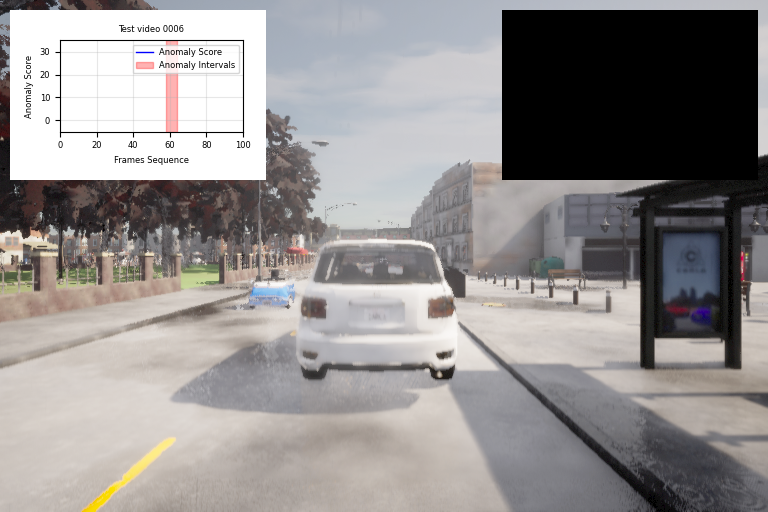 Test video 0006
Anomaly Score
30
20
10
0
Anomaly Score
Anomaly Intervals
0 20 40 60 80 100
Frames Sequence